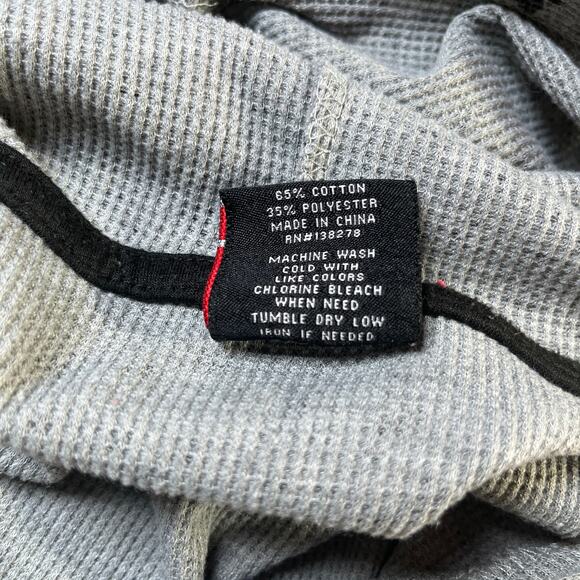 65% COTTON
35% POLYESTER
MADE IN CHINA
RN#138278
MACHINE WASH
COLD WITH
LIKE COLORS
CHLORINE BLEACH
WHEN NEED
TUMBLE DRY LOW
IRON IF NEEDED